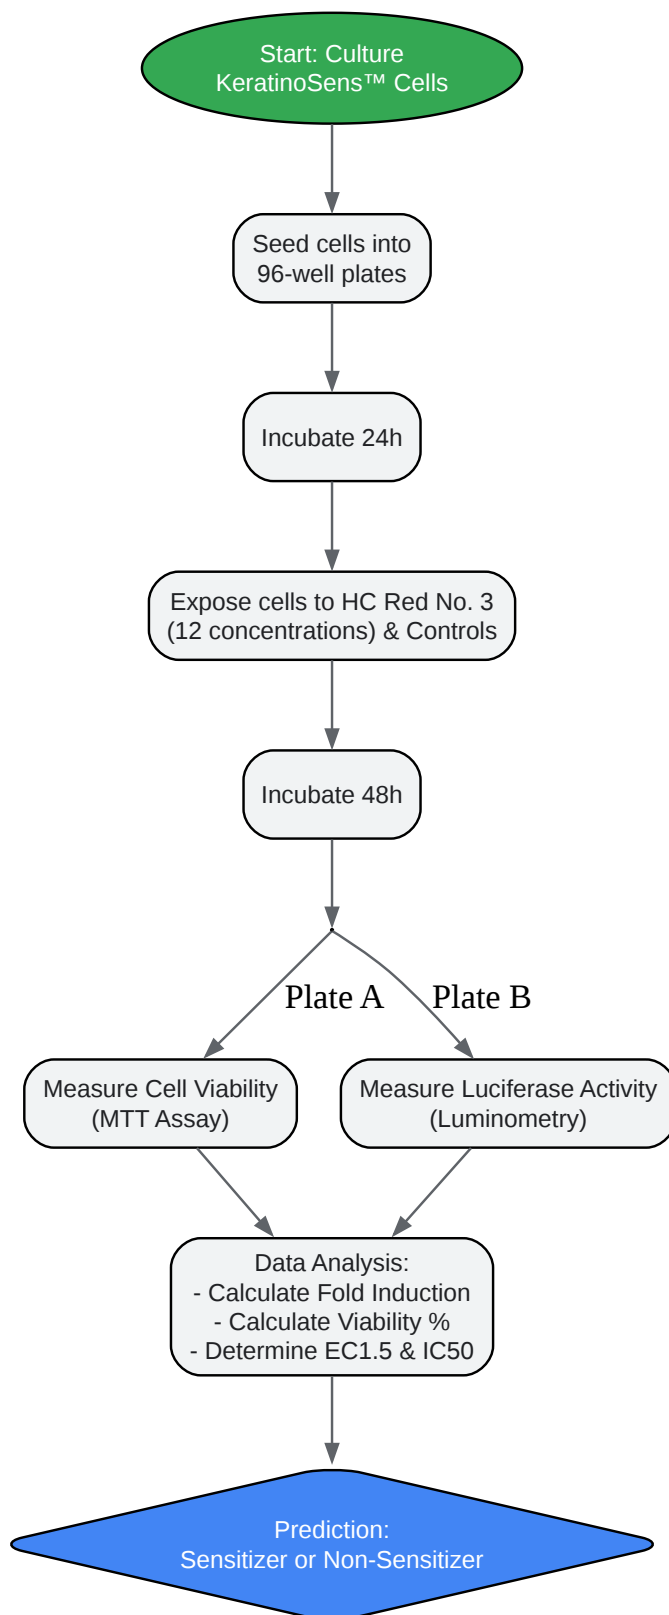 Start: Culture
KeratinoSens™ Cells
Seed cells into
96-well plates
Incubate 24h
Expose cells to HC Red No. 3
(12 concentrations) & Controls
Incubate 48h
Plate A
Plate B
Measure Cell Viability
(MTT Assay)
Measure Luciferase Activity
(Luminometry)
Data Analysis:
- Calculate Fold Induction
- Calculate Viability %
- Determine EC1.5 & IC50
Prediction:
Sensitizer or Non-Sensitizer